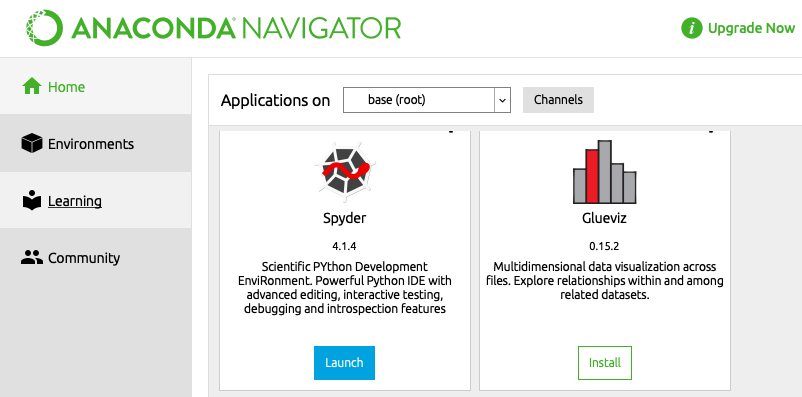 ANACONDA NAVIGATOR
Upgrade Now
Home
Applications on
base (root)
Channels
Environments
Learning
Community
Spyder
4.1.4
Scientific PYthon Development
EnviRonment. Powerful Python IDE with
advanced editing, interactive testing,
debugging and introspection features
Launch
Glueviz
0.15.2
Multidimensional data visualization across
files. Explore relationships within and among
related datasets.
Install